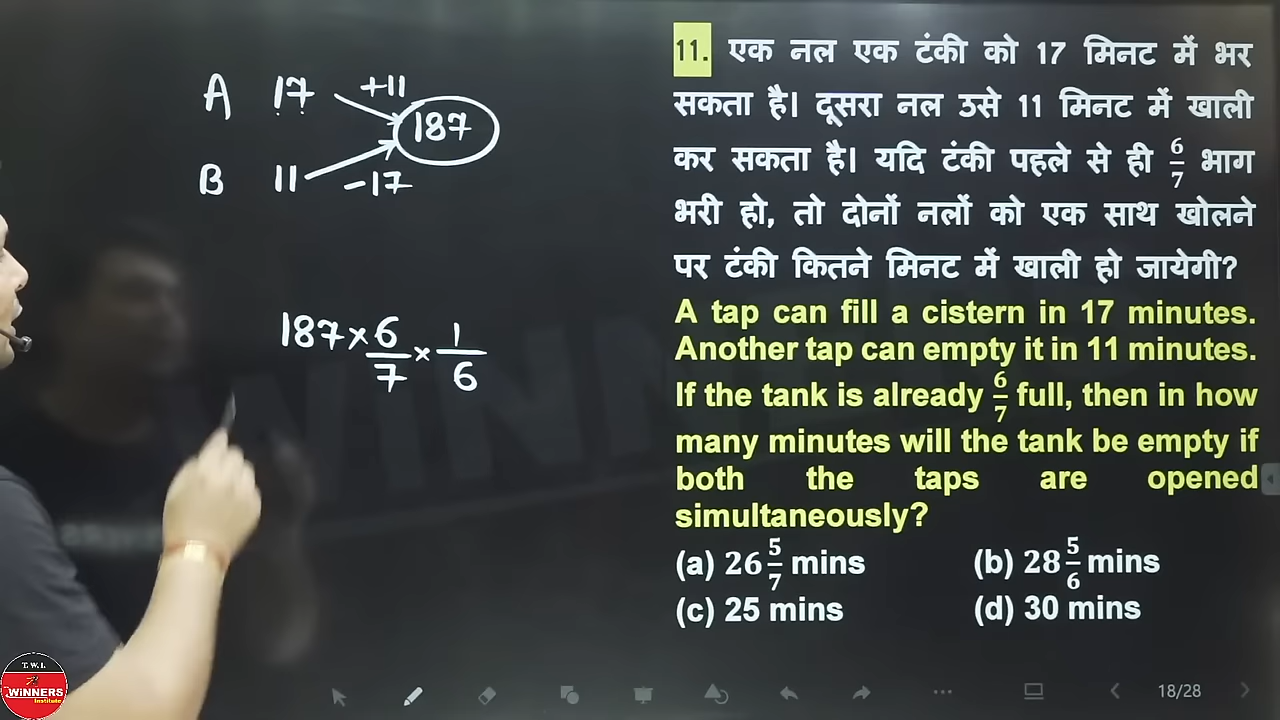 A 17 +11
187
B 11 -17
187 × 6/7 × 1/6
11. एक नल एक टंकी को 17 मिनट में भर
सकता है। दूसरा नल उसे 11 मिनट में खाली
कर सकता है। यदि टंकी पहले से ही 6/7 भाग
भरी हो, तो दोनों नलों को एक साथ खोलने
पर टंकी कितने मिनट में खाली हो जायेगी?
A tap can fill a cistern in 17 minutes.
Another tap can empty it in 11 minutes.
If the tank is already 6/7 full, then in how
many minutes will the tank be empty if
both the taps are opened
simultaneously?
(a) 26 5/7 mins (b) 28 5/6 mins
(c) 25 mins (d) 30 mins
T.W.I.
WiNNERS
Institute
18/28